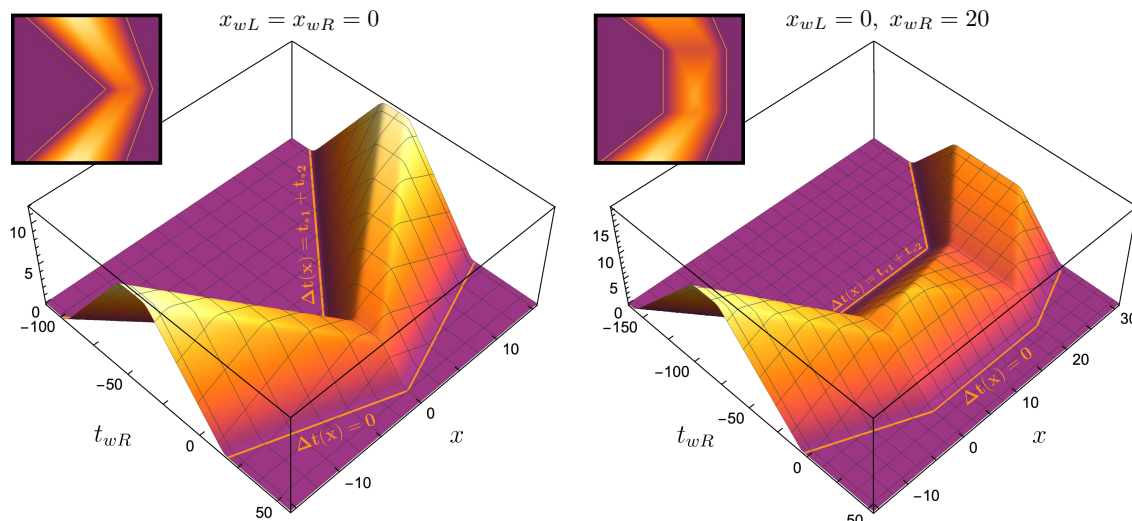 x_{wL} = x_{wR} = 0
10
5
0
−100
−50
0
50
t_{wR}
−10
0
10
x
Δt(x) = t_{*1} + t_{*2}
Δt(x) = 0
x_{wL} = 0, x_{wR} = 20
15
10
5
0
−150
−100
−50
0
50
t_{wR}
−10
0
10
20
30
x
Δt(x) = t_{*1} + t_{*2}
Δt(x) = 0